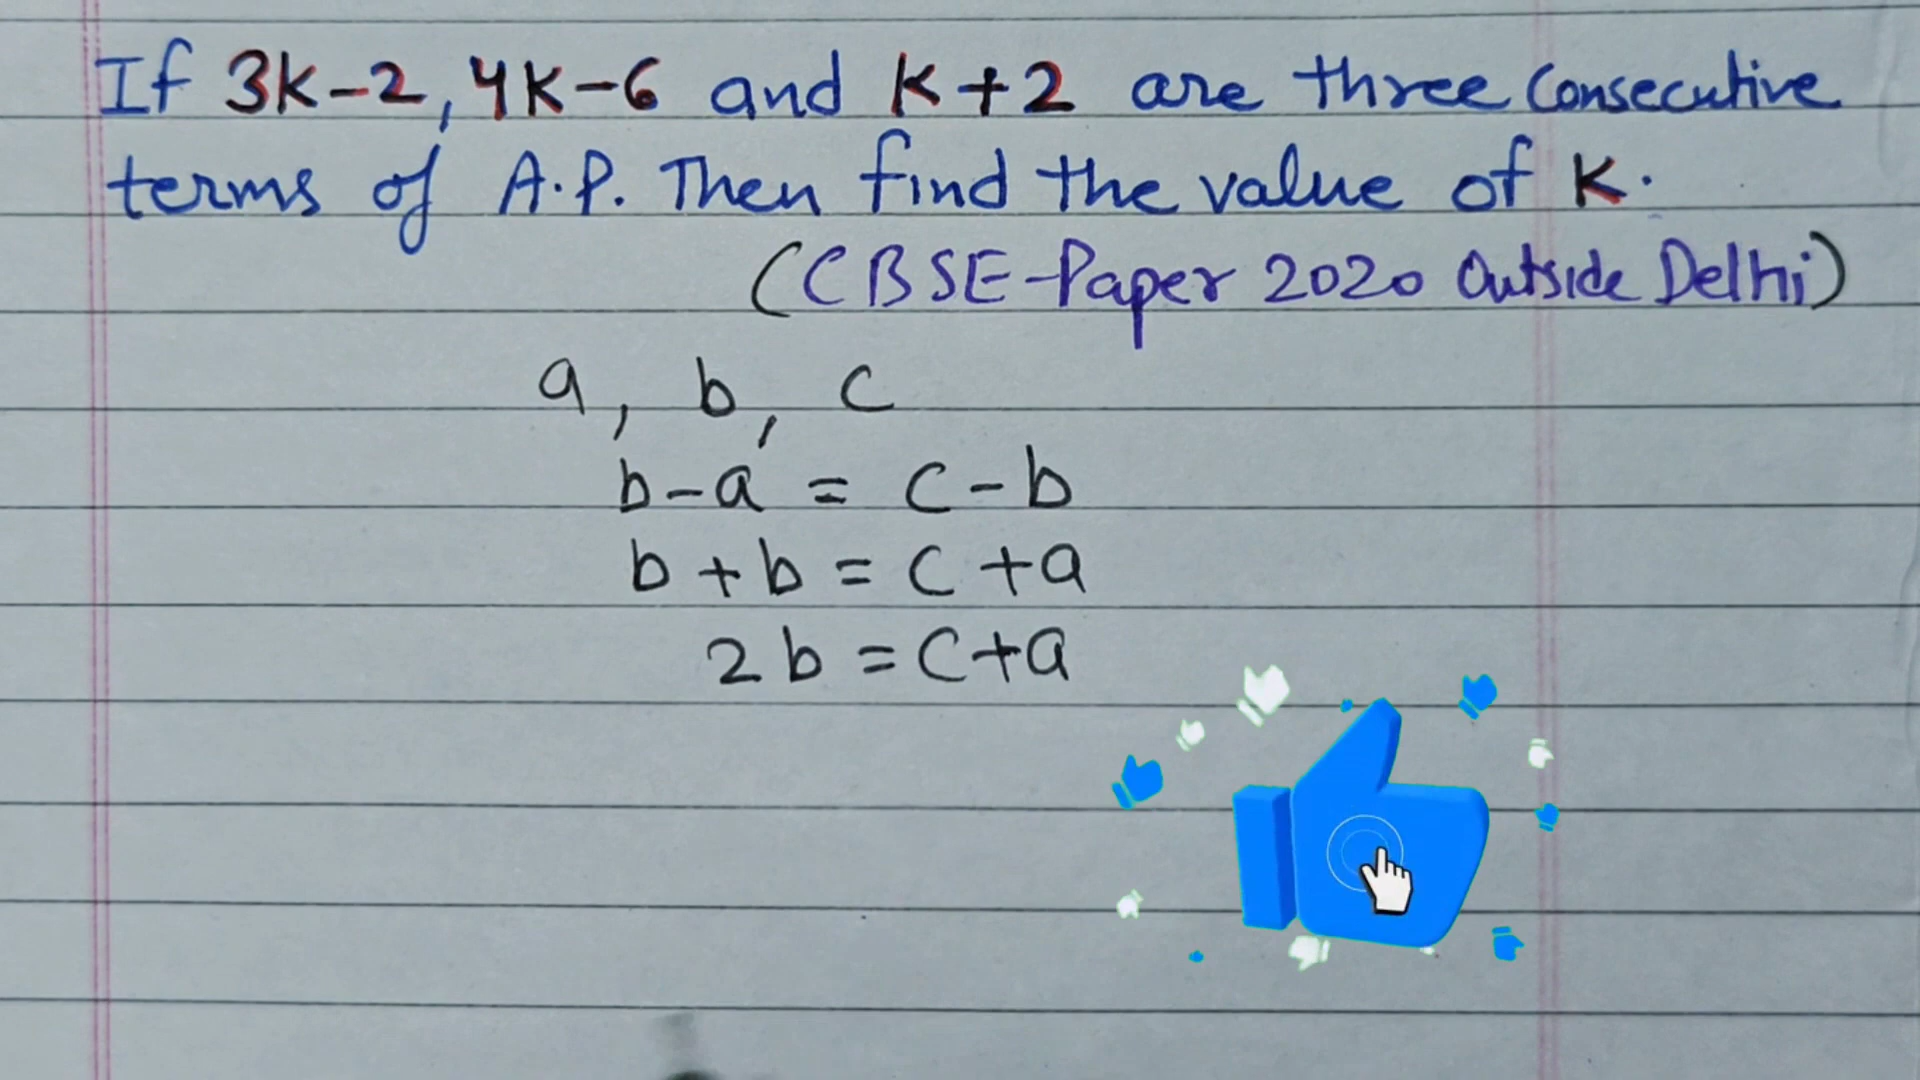 If 3K-2, 4K-6 and K+2 are three consecutive
terms of A.P. Then find the value of K.
(CBSE-Paper 2020 Outside Delhi)
a, b, c
b-a = c-b
b+b = c+a
2b = c+a